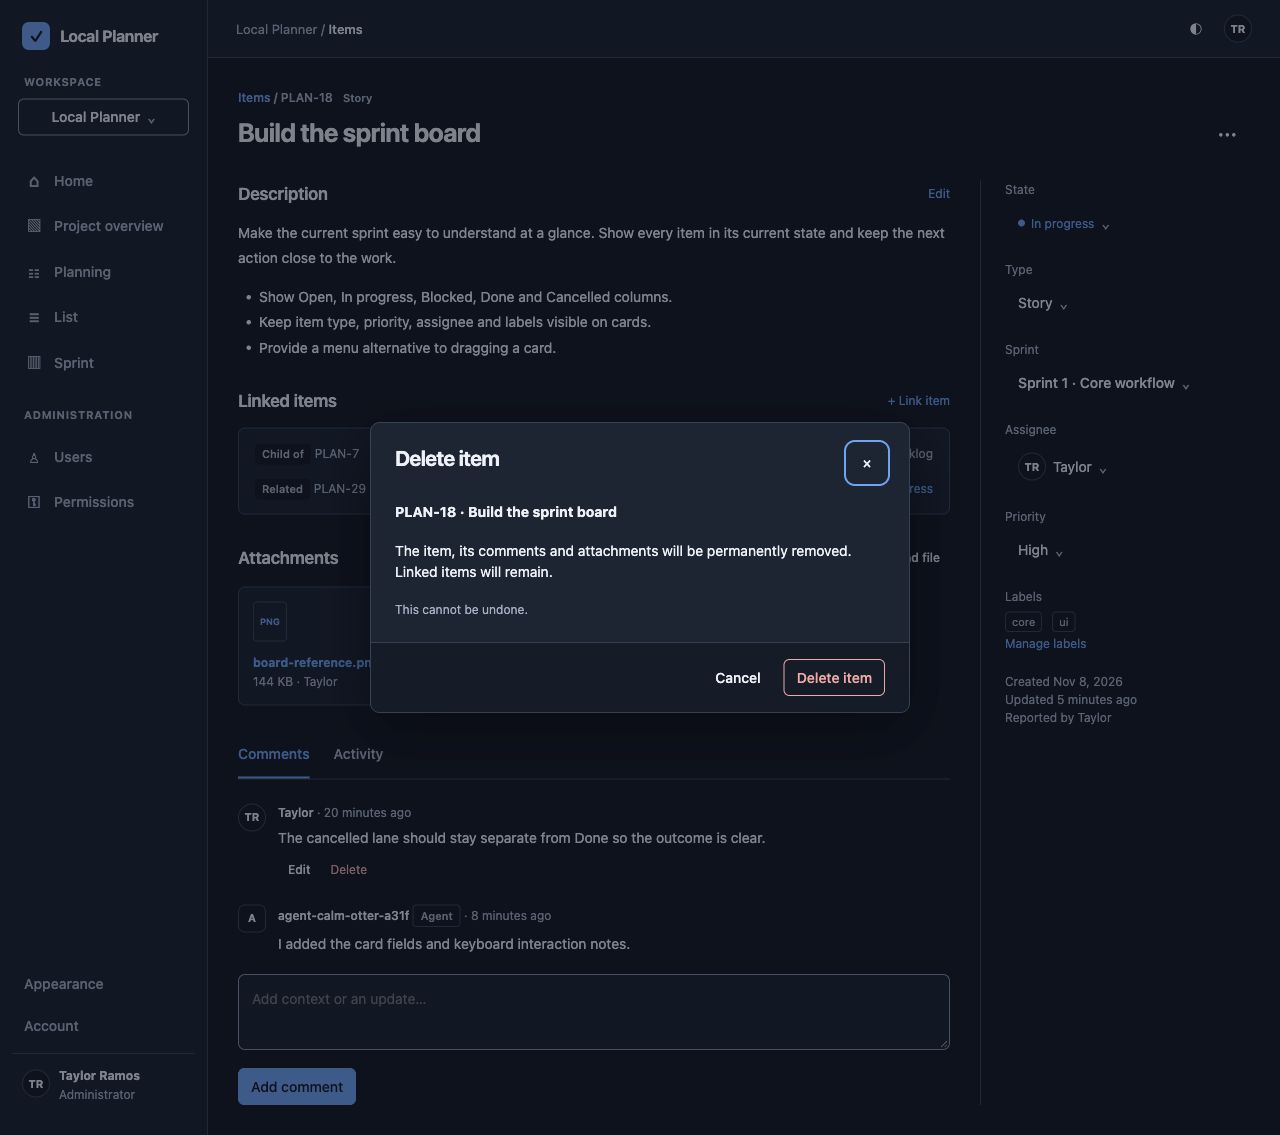 Local Planner
WORKSPACE
Local Planner
Home
Project overview
Planning
List
Sprint
ADMINISTRATION
Users
Permissions
Appearance
Account
TR
Taylor Ramos
Administrator
Local Planner / Items
TR
Items / PLAN-18 Story
Build the sprint board
Description
Edit
Make the current sprint easy to understand at a glance. Show every item in its current state and keep the next
action close to the work.
• Show Open, In progress, Blocked, Done and Cancelled columns.
• Keep item type, priority, assignee and labels visible on cards.
• Provide a menu alternative to dragging a card.
Linked items
+ Link item
Child of PLAN-7
Related PLAN-29
Attachments
file
PNG
board-reference.pn
144 KB · Taylor
Delete item
×
PLAN-18 · Build the sprint board
The item, its comments and attachments will be permanently removed.
Linked items will remain.
This cannot be undone.
Cancel
Delete item
Comments
Activity
TR
Taylor · 20 minutes ago
The cancelled lane should stay separate from Done so the outcome is clear.
Edit
Delete
A
agent-calm-otter-a31f Agent · 8 minutes ago
I added the card fields and keyboard interaction notes.
Add context or an update...
Add comment
State
In progress
Type
Story
Sprint
Sprint 1 · Core workflow
Assignee
TR Taylor
Priority
High
Labels
core ui
Manage labels
Created Nov 8, 2026
Updated 5 minutes ago
Reported by Taylor